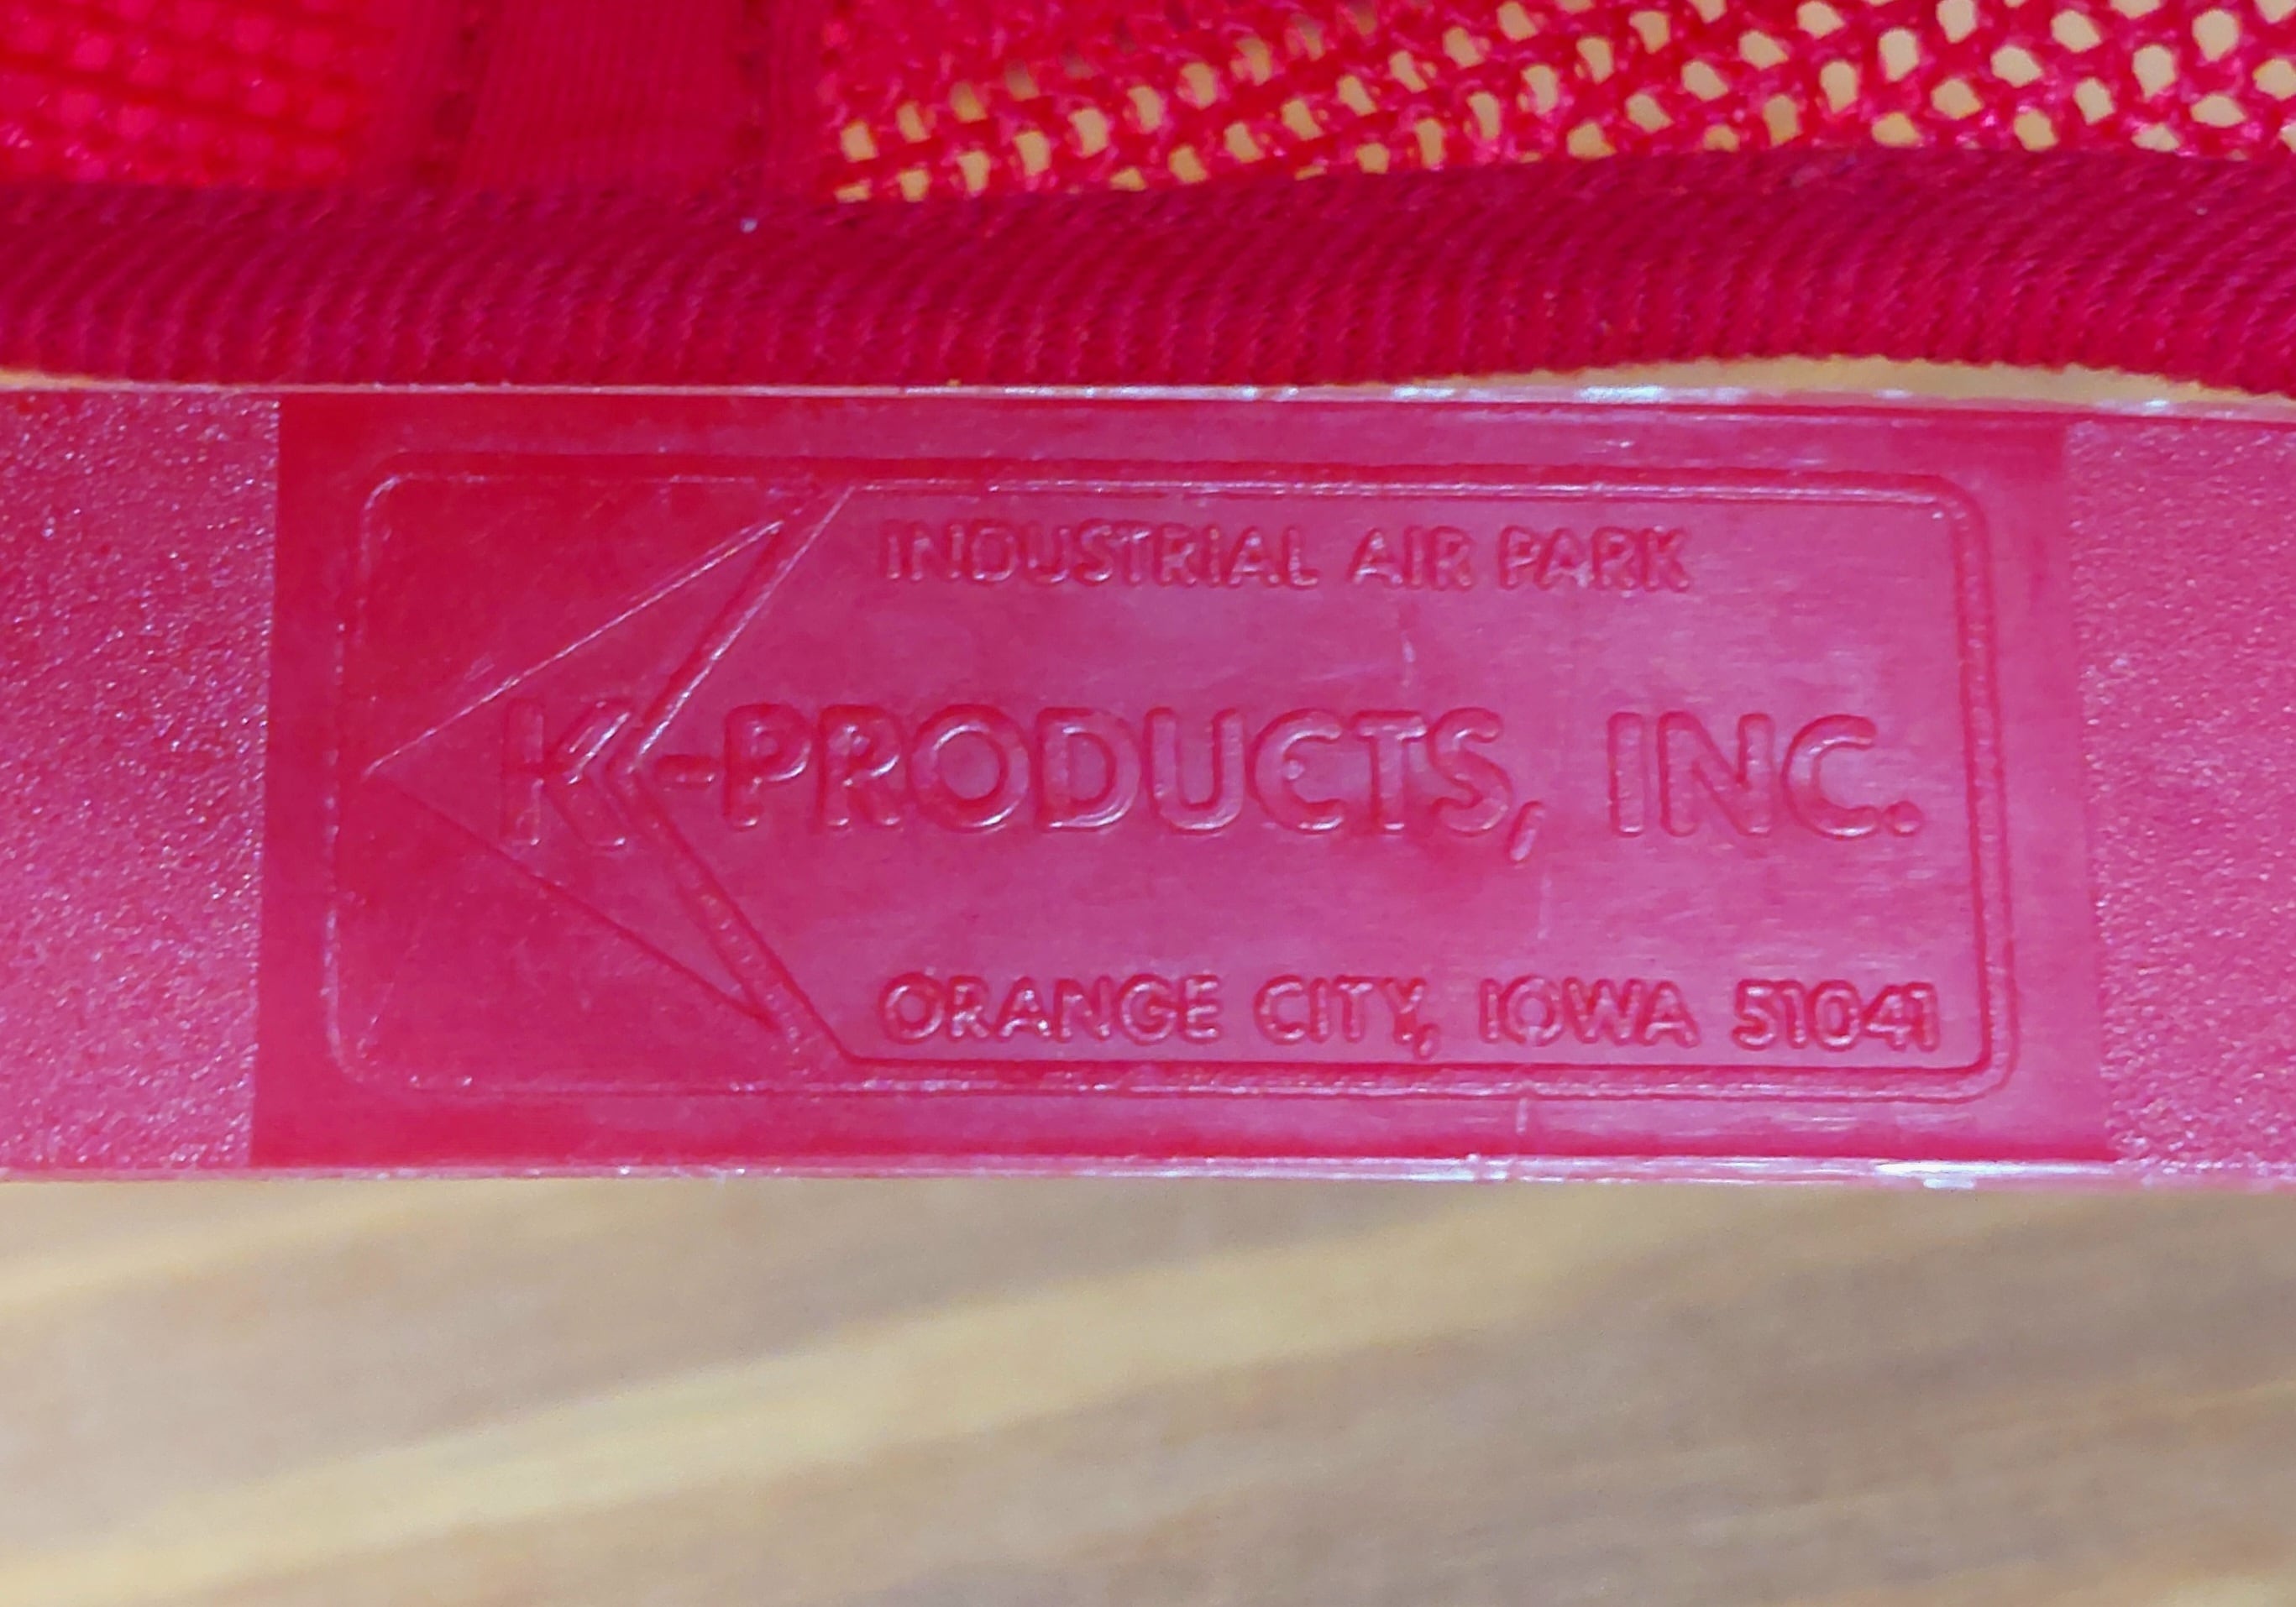 INDUSTRIAL AIR PARK
K-PRODUCTS, INC.
ORANGE CITY, IOWA 51041